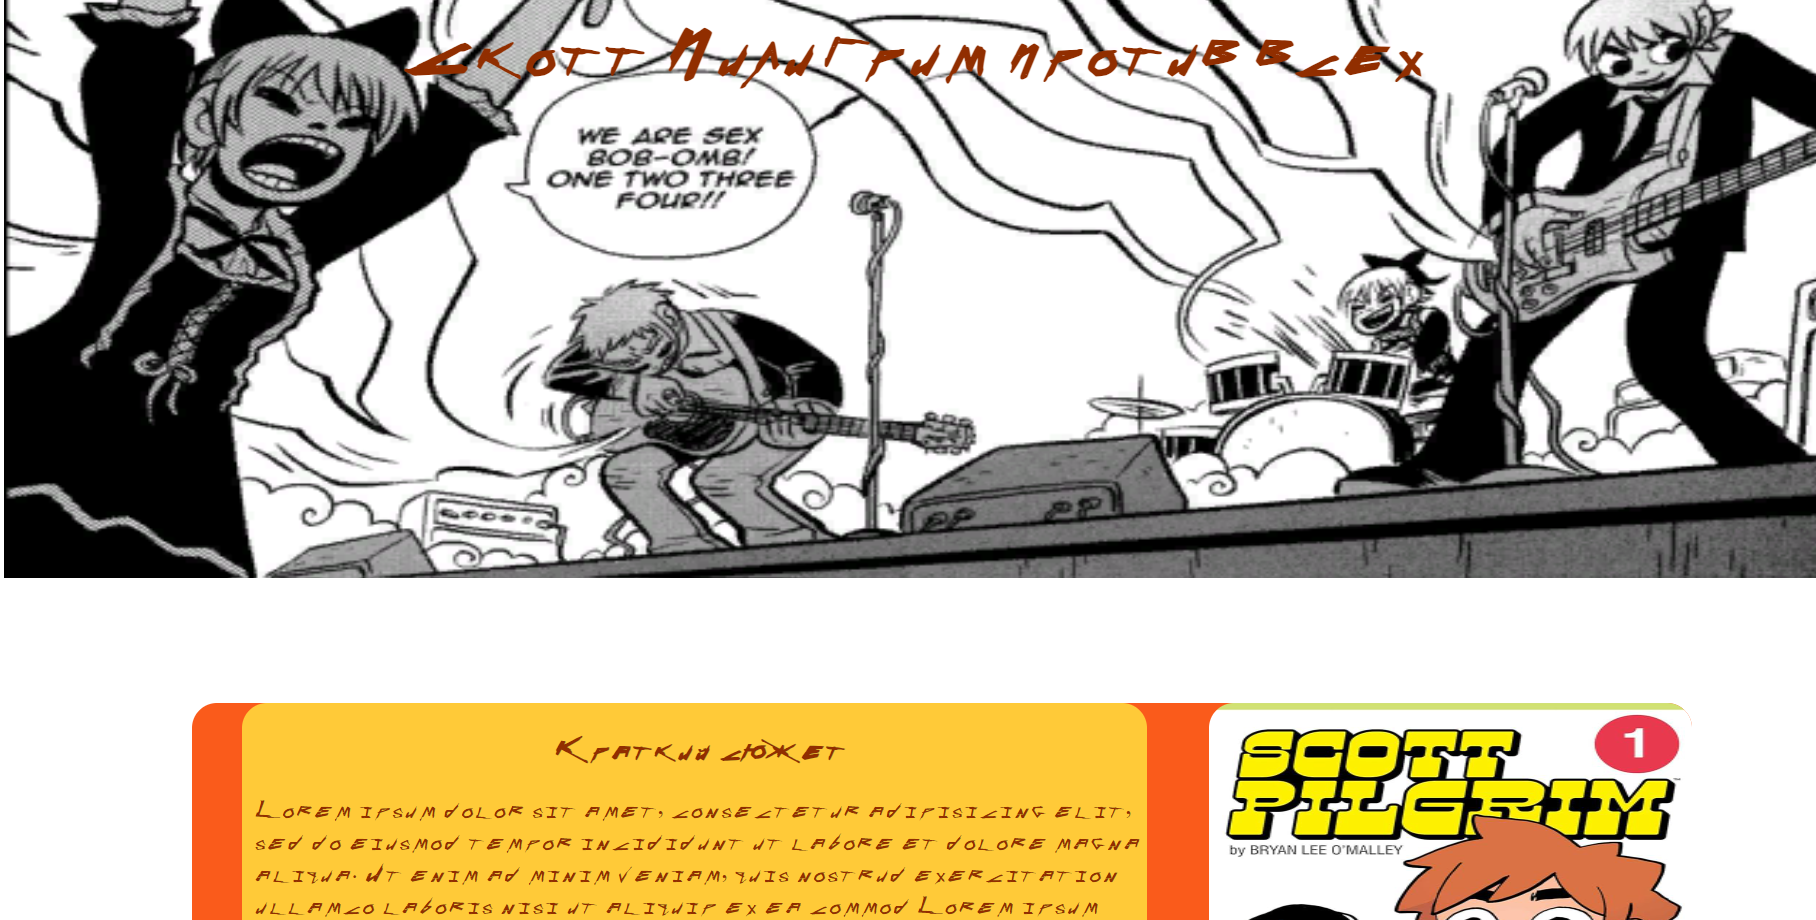 Скотт Пилигрим против всех
WE ARE SEX
BOB-OMB!
ONE TWO THREE
FOUR!!
Краткий сюжет
Lorem ipsum dolor sit amet, consectetur adipisicing elit,
sed do eiusmod tempor incididunt ut labore et dolore magna
aliqua. Ut enim ad minim veniam, quis nostrud exercitation
ullamco laboris nisi ut aliquip ex ea commod Lorem ipsum
1
SCOTT
PILGRIM
by BRYAN LEE O'MALLEY